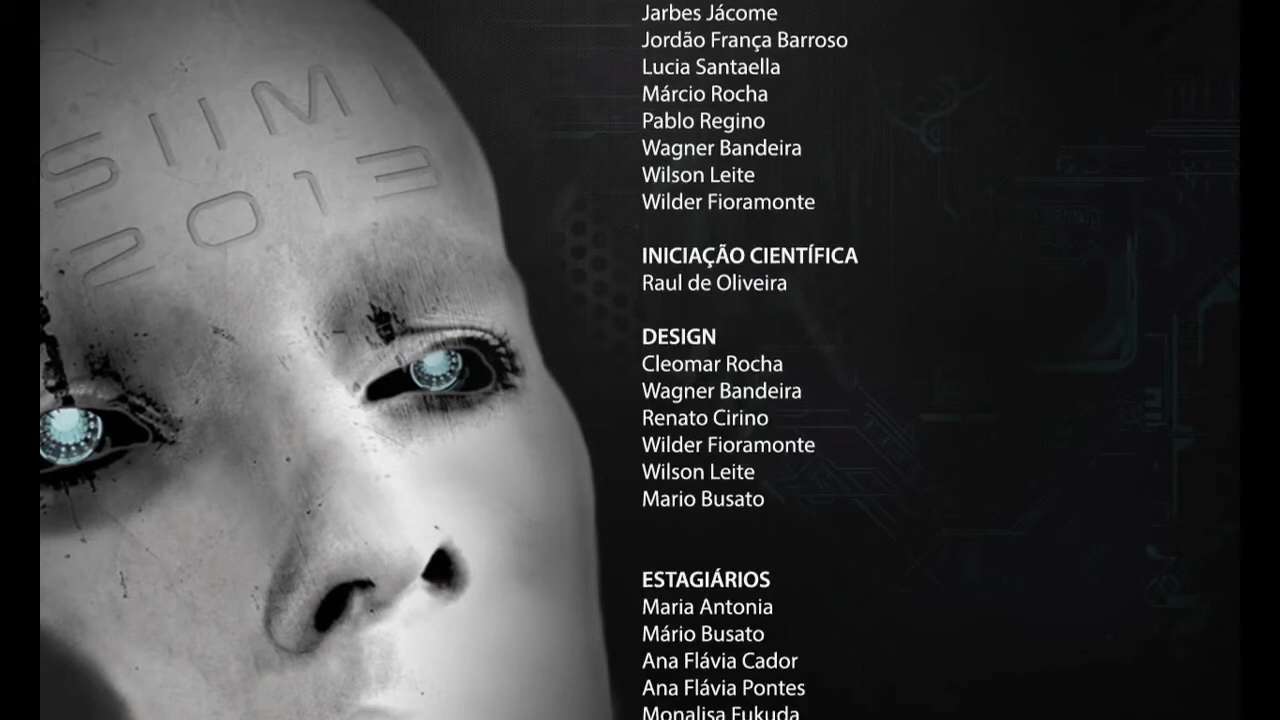 SIIMI
2013
Jarbes Jácome
Jordão França Barroso
Lucia Santaella
Márcio Rocha
Pablo Regino
Wagner Bandeira
Wilson Leite
Wilder Fioramonte
INICIAÇÃO CIENTÍFICA
Raul de Oliveira
DESIGN
Cleomar Rocha
Wagner Bandeira
Renato Cirino
Wilder Fioramonte
Wilson Leite
Mario Busato
ESTAGIÁRIOS
Maria Antonia
Mário Busato
Ana Flávia Cador
Ana Flávia Pontes
Monalisa Fukuda